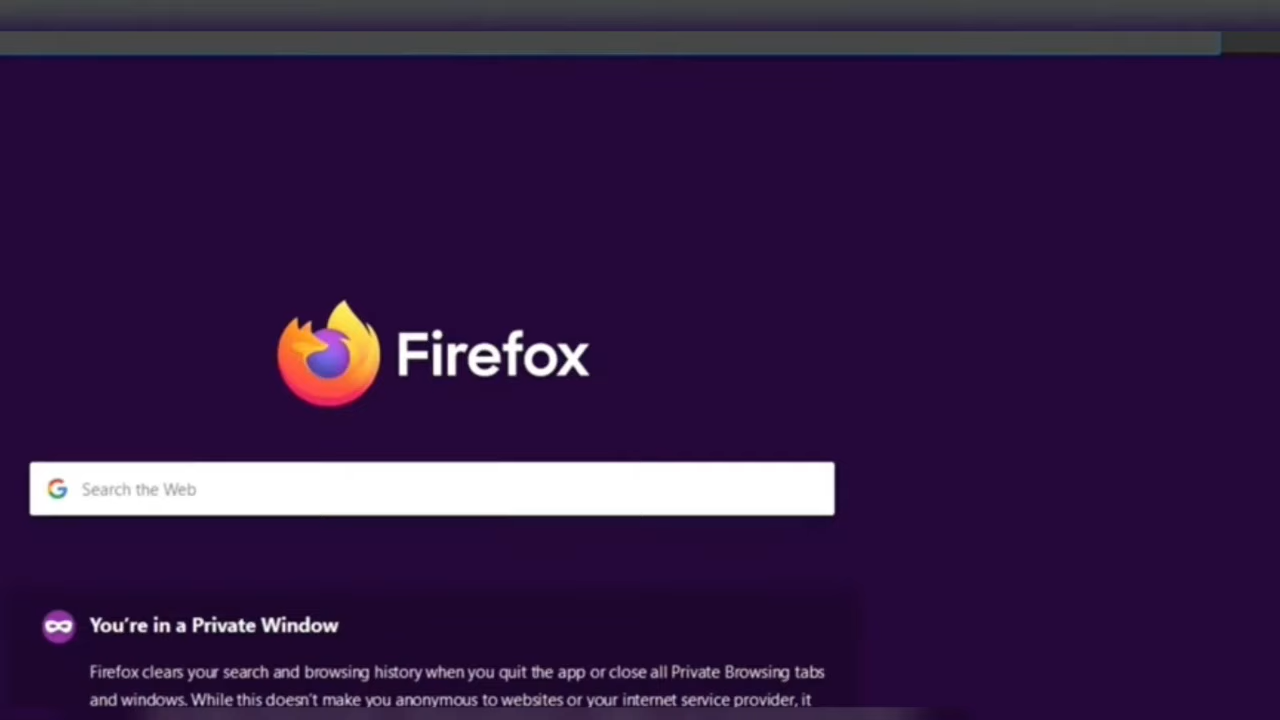 Firefox
Search the Web
You're in a Private Window
Firefox clears your search and browsing history when you quit the app or close all Private Browsing tabs
and windows. While this doesn't make you anonymous to websites or your internet service provider, it